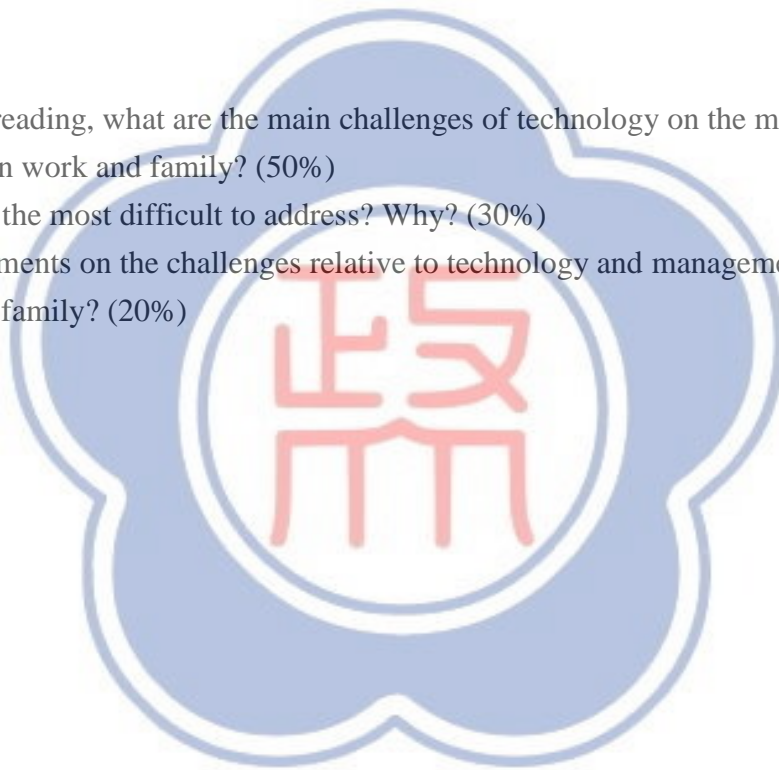 reading, what are the main challenges of technology on the m
n work and family? (50%)
the most difficult to address? Why? (30%)
ments on the challenges relative to technology and manageme
family? (20%)
政大